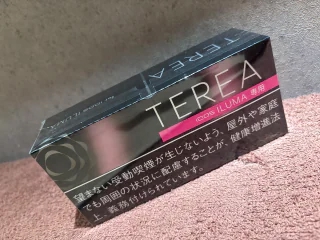 TEREA
TEREA
IQOS ILUMA 専用
望まない受動喫煙が生じないよう、屋外や家庭
でも周囲の状況に配慮することが、健康増進法
上、義務付けられています。